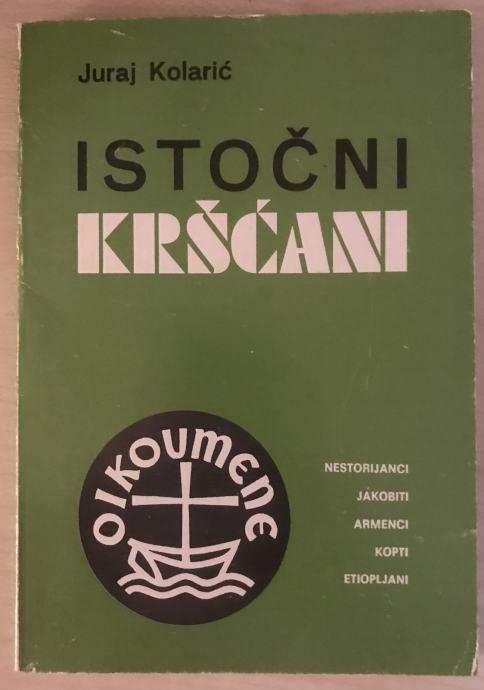 Juraj Kolarić
ISTOČNI
KRŠĆANI
OIKOUMENE
NESTORIJANCI
JAKOBITI
ARMENCI
KOPTI
ETIOPLJANI